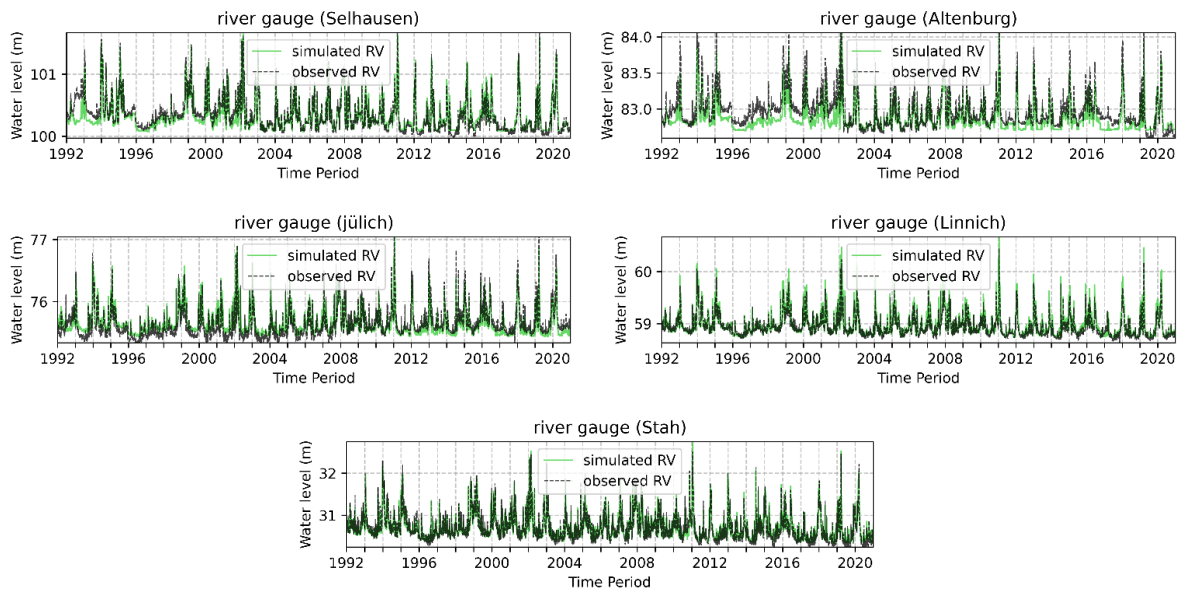 river gauge (Selhausen)
Water level (m)
101
100
simulated RV
observed RV
1992 1996 2000 2004 2008 2012 2016 2020
Time Period
river gauge (Altenburg)
Water level (m)
84.0
83.5
83.0
simulated RV
observed RV
1992 1996 2000 2004 2008 2012 2016 2020
Time Period
river gauge (jülich)
Water level (m)
77
76
simulated RV
observed RV
1992 1996 2000 2004 2008 2012 2016 2020
Time Period
river gauge (Linnich)
Water level (m)
60
59
simulated RV
observed RV
1992 1996 2000 2004 2008 2012 2016 2020
Time Period
river gauge (Stah)
Water level (m)
32
31
simulated RV
observed RV
1992 1996 2000 2004 2008 2012 2016 2020
Time Period